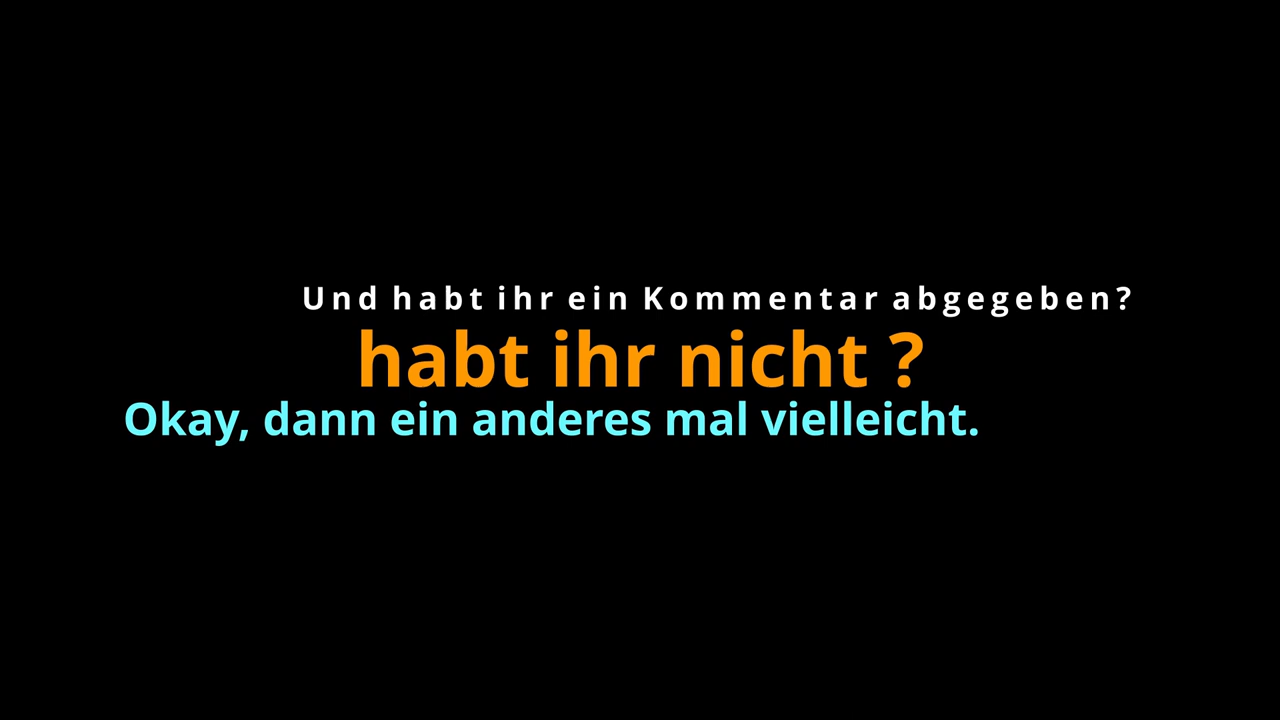 Und habt ihr ein Kommentar abgegeben?
habt ihr nicht ?
Okay, dann ein anderes mal vielleicht.